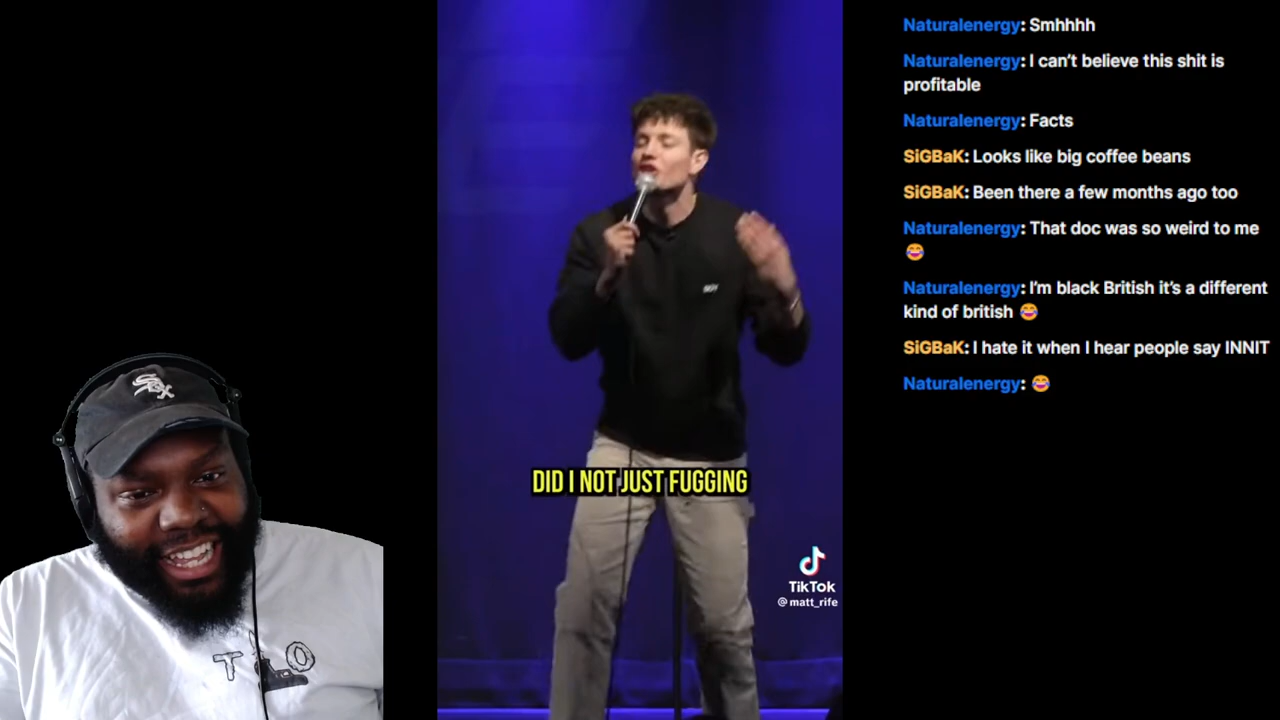 Naturalenergy: Smhhhh
Naturalenergy: I can’t believe this shit is
profitable
Naturalenergy: Facts
SiGBaK: Looks like big coffee beans
SiGBaK: Been there a few months ago too
Naturalenergy: That doc was so weird to me
😂
Naturalenergy: I’m black British it’s a different
kind of british 😂
SiGBaK: I hate it when I hear people say INNIT
Naturalenergy: 😂
DID I NOT JUST FUGGING
TikTok
@matt_rife
SOX